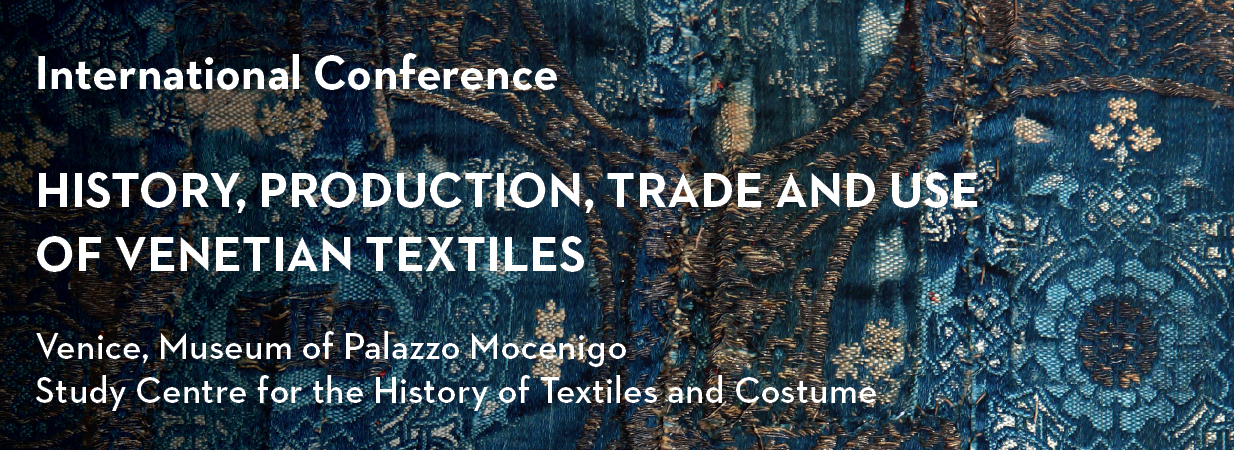 International Conference
HISTORY, PRODUCTION, TRADE AND USE
OF VENETIAN TEXTILES
Venice, Museum of Palazzo Mocenigo
Study Centre for the History of Textiles and Costume